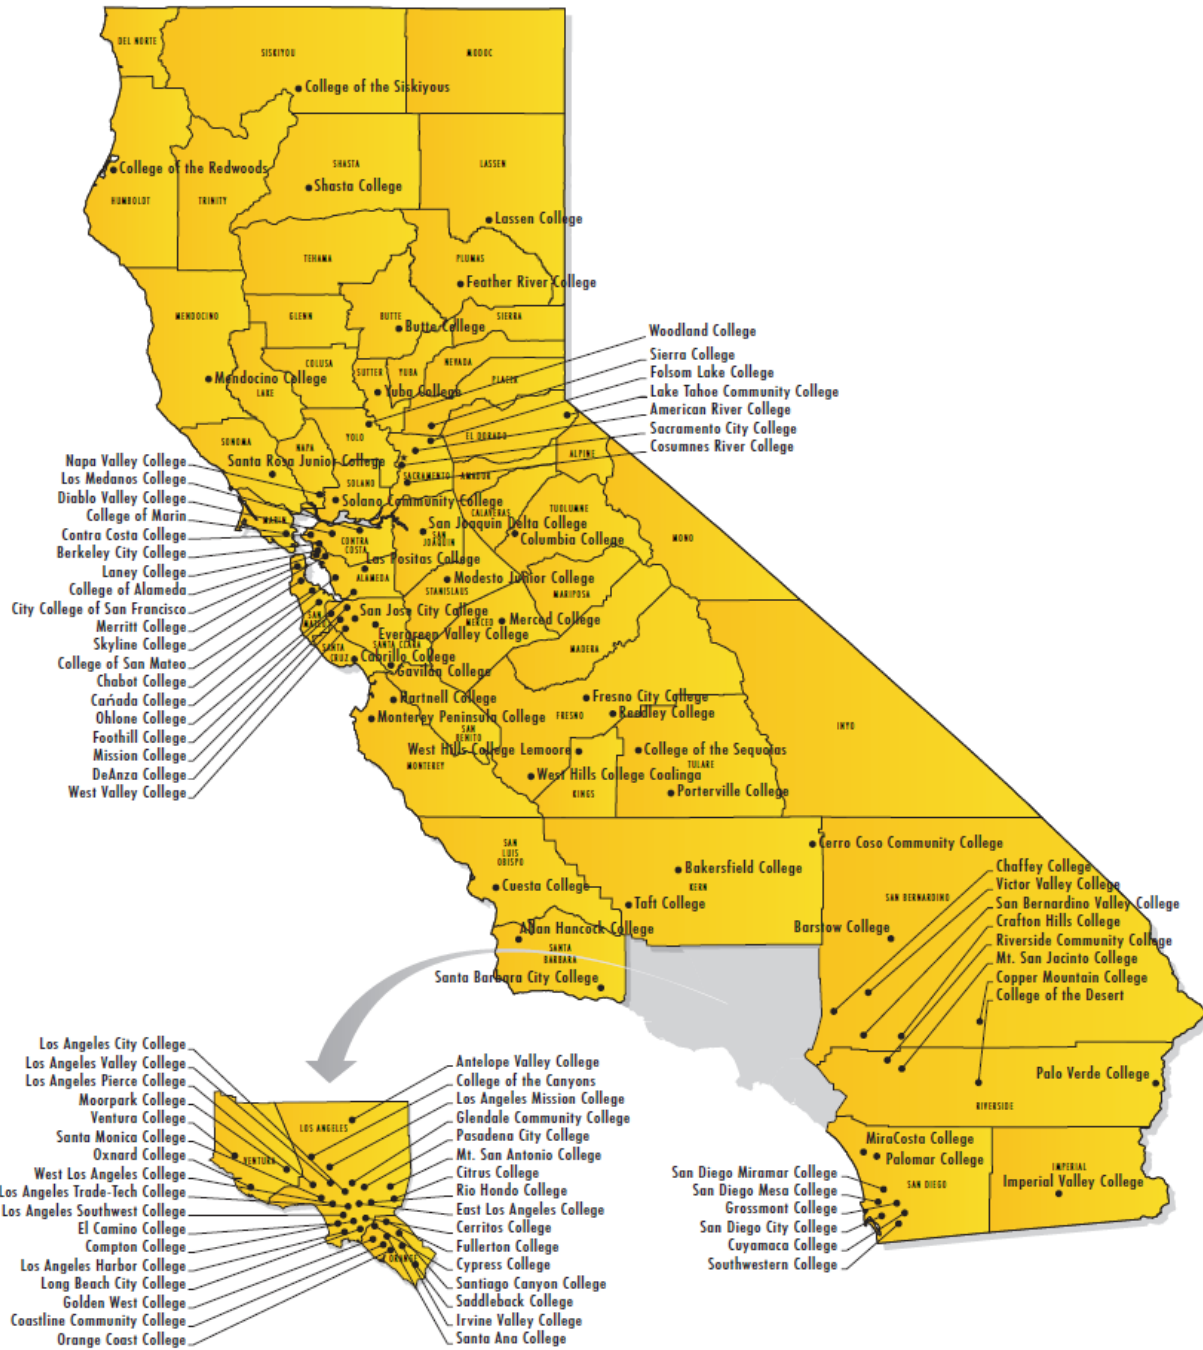 DEL NORTE
SISKIYOU
MODOC
College of the Siskiyous
College of the Redwoods
HUMBOLDT
TRINITY
SHASTA
Shasta College
LASSEN
Lassen College
TEHAMA
PLUMAS
Feather River College
MENDOCINO
GLENN
BUTTE
Butte College
SIERRA
COLUSA
SUTTER
YUBA
NEVADA
PLACER
Mendocino College
LAKE
Yuba College
Woodland College
Sierra College
Folsom Lake College
Lake Tahoe Community College
American River College
Sacramento City College
Cosumnes River College
SONOMA
NAPA
YOLO
EL DORADO
ALPINE
Santa Rosa Junior College
SOLANO
SACRAMENTO
AMADOR
Solano Community College
CALAVERAS
TUOLUMNE
MARIN
San Joaquin Delta College
SAN
JOAQUIN
Columbia College
MONO
CONTRA
COSTA
Las Positas College
ALAMEDA
Modesto Junior College
STANISLAUS
MARIPOSA
Napa Valley College
Los Medanos College
Diablo Valley College
College of Marin
Contra Costa College
Berkeley City College
Laney College
College of Alameda
City College of San Francisco
Merritt College
Skyline College
College of San Mateo
Chabot College
Cañada College
Ohlone College
Foothill College
Mission College
DeAnza College
West Valley College
SAN
MATEO
San Jose City College
MERCED
Merced College
Evergreen Valley College
SANTA
CRUZ
SANTA CLARA
MADERA
Cabrillo College
Gavilan College
Hartnell College
Fresno City College
Monterey Peninsula College
FRESNO
Reedley College
INYO
SAN
BENITO
West Hills College Lemoore
College of the Sequoias
MONTEREY
TULARE
West Hills College Coalinga
KINGS
Porterville College
SAN
LUIS
OBISPO
Cerro Coso Community College
Bakersfield College
KERN
Cuesta College
Taft College
SAN BERNARDINO
Allan Hancock College
Barstow College
SANTA
BARBARA
Santa Barbara City College
Chaffey College
Victor Valley College
San Bernardino Valley College
Crafton Hills College
Riverside Community College
Mt. San Jacinto College
Copper Mountain College
College of the Desert
Palo Verde College
RIVERSIDE
MiraCosta College
Palomar College
IMPERIAL
Imperial Valley College
SAN DIEGO
San Diego Miramar College
San Diego Mesa College
Grossmont College
San Diego City College
Cuyamaca College
Southwestern College
Los Angeles City College
Los Angeles Valley College
Los Angeles Pierce College
Moorpark College
Ventura College
Santa Monica College
Oxnard College
West Los Angeles College
Los Angeles Trade-Tech College
Los Angeles Southwest College
El Camino College
Compton College
Los Angeles Harbor College
Long Beach City College
Golden West College
Coastline Community College
Orange Coast College
LOS ANGELES
VENTURA
ORANGE
Antelope Valley College
College of the Canyons
Los Angeles Mission College
Glendale Community College
Pasadena City College
Mt. San Antonio College
Citrus College
Rio Hondo College
East Los Angeles College
Cerritos College
Fullerton College
Cypress College
Santiago Canyon College
Saddleback College
Irvine Valley College
Santa Ana College